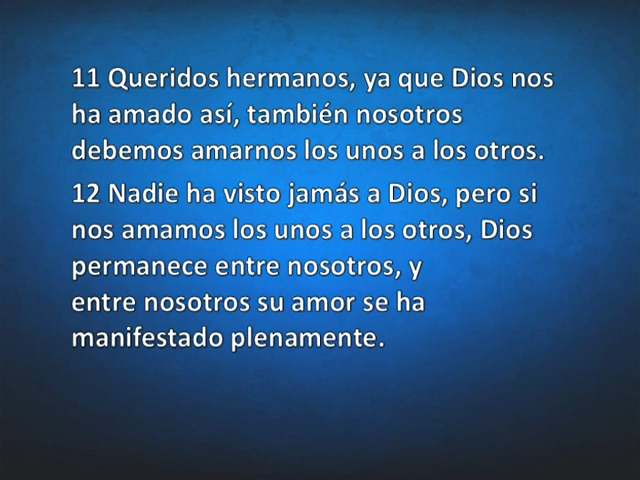 11 Queridos hermanos, ya que Dios nos
ha amado así, también nosotros
debemos amarnos los unos a los otros.
12 Nadie ha visto jamás a Dios, pero si
nos amamos los unos a los otros, Dios
permanece entre nosotros, y
entre nosotros su amor se ha
manifestado plenamente.